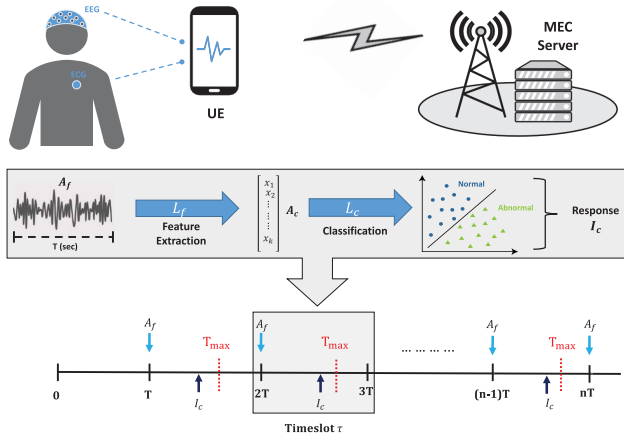 EEG
ECG
UE
MEC
Server
A_f
T (sec)
L_f
Feature
Extraction
x_1
x_2
⋮
⋮
⋮
x_k
A_c
L_c
Classification
Normal
Abnormal
Response
I_c
A_f
T_max
A_f
T_max
... ... ...
A_f
T_max
A_f
0
T
I_c
2T
I_c
3T
(n-1)T
I_c
nT
Timeslot τ